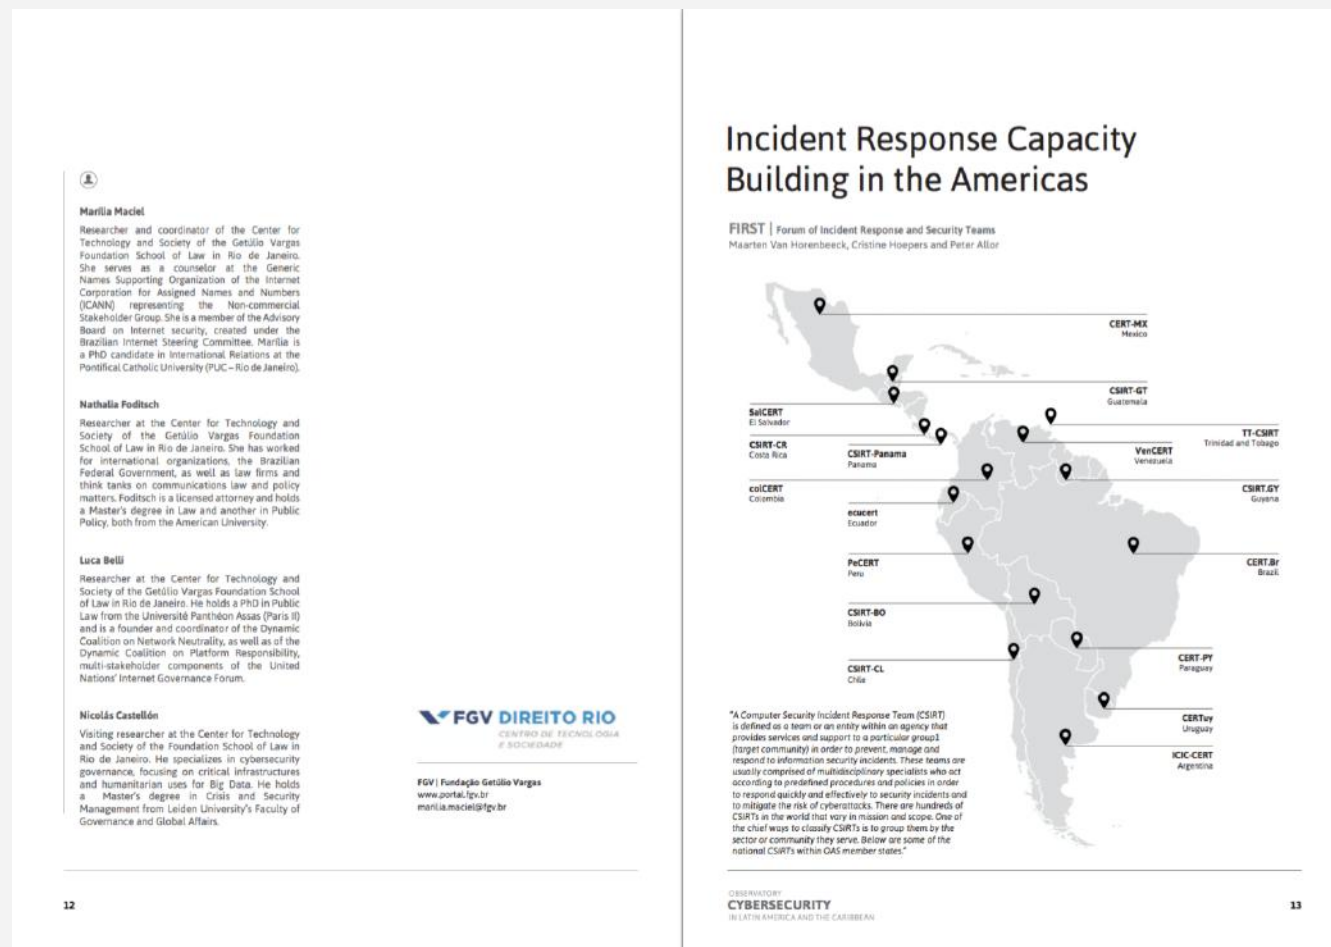 Marília Maciel
Researcher and coordinator of the Center for
Technology and Society of the Getúlio Vargas
Foundation School of Law in Rio de Janeiro.
She serves as a counselor at the Generic
Names Supporting Organization of the Internet
Corporation for Assigned Names and Numbers
(ICANN) representing the Non-commercial
Stakeholder Group. She is a member of the Advisory
Board on Internet security, created under the
Brazilian Internet Steering Committee. Marília is
a PhD candidate in International Relations at the
Pontifical Catholic University (PUC – Rio de Janeiro).
Nathalia Foditsch
Researcher at the Center for Technology and
Society of the Getúlio Vargas Foundation
School of Law in Rio de Janeiro. She has worked
for international organizations, the Brazilian
Federal Government, as well as law firms and
think tanks on communications law and policy
matters. Foditsch is a licensed attorney and holds
a Master's degree in Law and another in Public
Policy, both from the American University.
Luca Belli
Researcher at the Center for Technology and
Society of the Getúlio Vargas Foundation School
of Law in Rio de Janeiro. He holds a PhD in Public
Law from the Université Panthéon Assas (Paris II)
and is a founder and coordinator of the Dynamic
Coalition on Network Neutrality, as well as of the
Dynamic Coalition on Platform Responsibility,
multi-stakeholder components of the United
Nations' Internet Governance Forum.
Nicolás Castellón
Visiting researcher at the Center for Technology
and Society of the Foundation School of Law in
Rio de Janeiro. He specializes in cybersecurity
governance, focusing on critical infrastructures
and humanitarian uses for Big Data. He holds
a Master's degree in Crisis and Security
Management from Leiden University's Faculty of
Governance and Global Affairs.
FGV DIREITO RIO
CENTRO DE TECNOLOGIA
E SOCIEDADE
FGV | Fundação Getúlio Vargas
www.portal.fgv.br
marilia.maciel@fgv.br
12
Incident Response Capacity
Building in the Americas
FIRST | Forum of Incident Response and Security Teams
Maarten Van Horenbeeck, Cristine Hoepers and Peter Allor
CERT-MX
Mexico
CSIRT-GT
Guatemala
SalCERT
El Salvador
TT-CSIRT
Trinidad and Tobago
CSIRT-CR
Costa Rica
CSIRT-Panama
Panama
VenCERT
Venezuela
colCERT
Colombia
CSIRT.GY
Guyana
ecucert
Ecuador
PeCERT
Peru
CERT.Br
Brazil
CSIRT-BO
Bolivia
CERT-PY
Paraguay
CSIRT-CL
Chile
CERTuy
Uruguay
ICIC-CERT
Argentina
"A Computer Security Incident Response Team (CSIRT)
is defined as a team or an entity within an agency that
provides services and support to a particular group1
(target community) in order to prevent, manage and
respond to information security incidents. These teams are
usually comprised of multidisciplinary specialists who act
according to predefined procedures and policies in order
to respond quickly and effectively to security incidents and
to mitigate the risk of cyberattacks. There are hundreds of
CSIRTs in the world that vary in mission and scope. One of
the chief ways to classify CSIRTs is to group them by the
sector or community they serve. Below are some of the
national CSIRTs within OAS member states."
OBSERVATORY
CYBERSECURITY
IN LATIN AMERICA AND THE CARIBBEAN
13